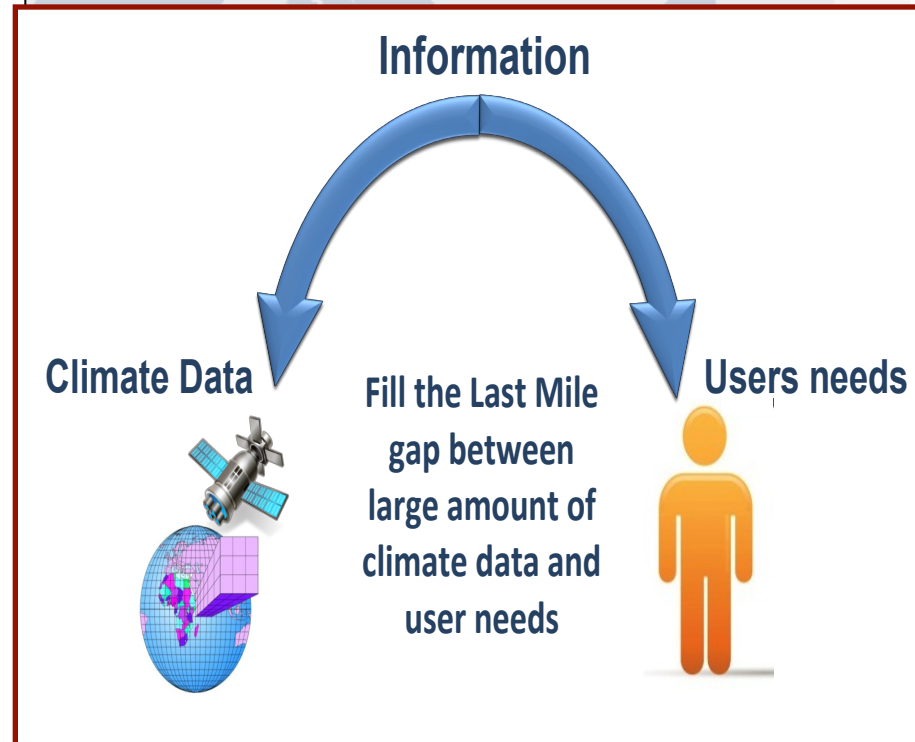 Information
Climate Data
Users needs
Fill the Last Mile
gap between
large amount of
climate data and
user needs